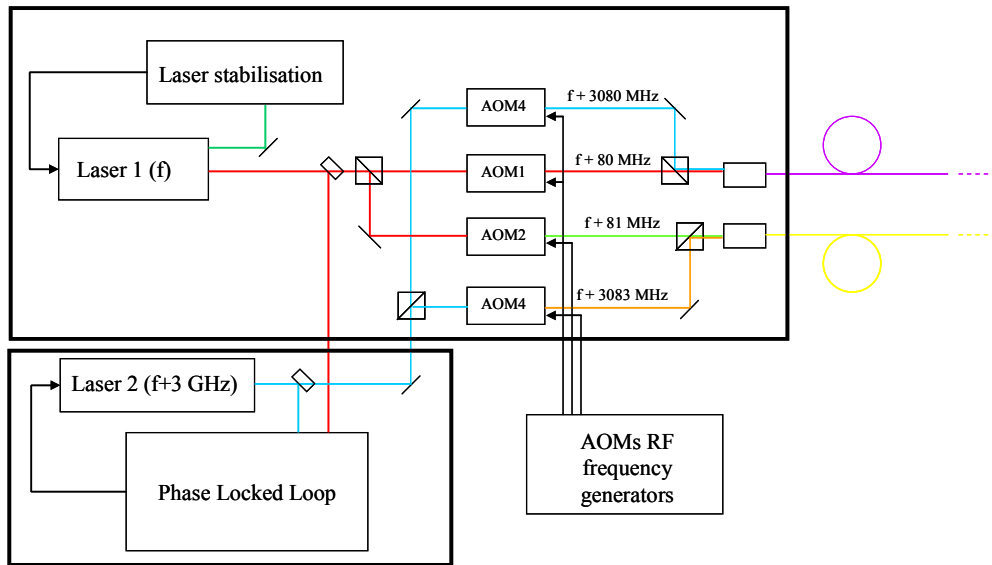 Laser stabilisation
Laser 1 (f)
AOM4
f + 3080 MHz
AOM1
f + 80 MHz
AOM2
f + 81 MHz
AOM4
f + 3083 MHz
Laser 2 (f+3 GHz)
Phase Locked Loop
AOMs RF
frequency
generators